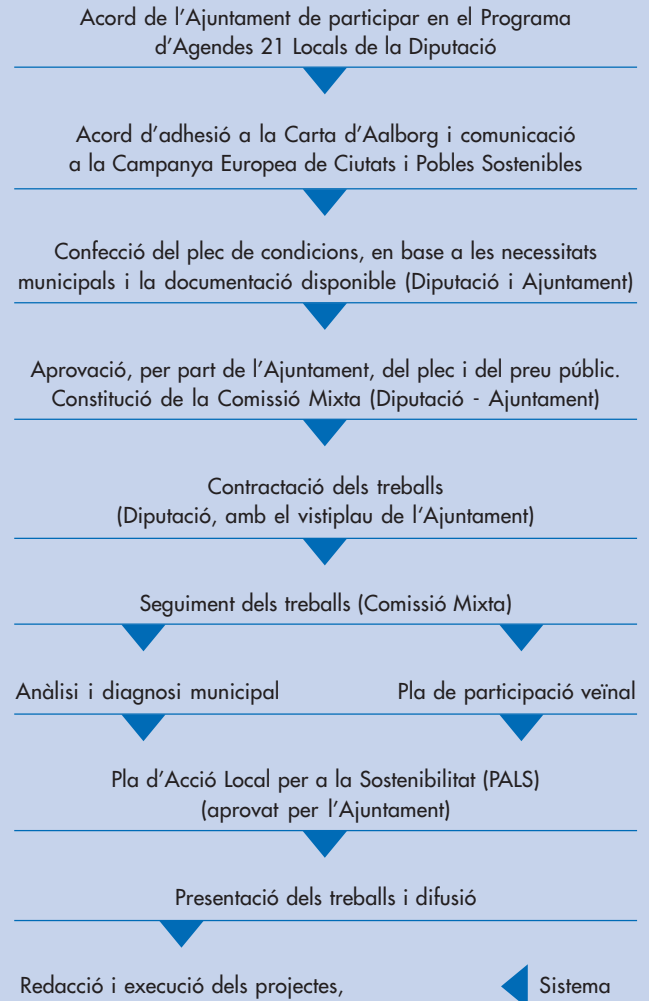 Acord de l'Ajuntament de participar en el Programa
d'Agendes 21 Locals de la Diputació
Acord d'adhesió a la Carta d'Aalborg i comunicació
a la Campanya Europea de Ciutats i Pobles Sostenibles
Confecció del plec de condicions, en base a les necessitats
municipals i la documentació disponible (Diputació i Ajuntament)
Aprovació, per part de l'Ajuntament, del plec i del preu públic.
Constitució de la Comissió Mixta (Diputació - Ajuntament)
Contractació dels treballs
(Diputació, amb el vistiplau de l'Ajuntament)
Seguiment dels treballs (Comissió Mixta)
Anàlisi i diagnosi municipal
Pla de participació veïnal
Pla d'Acció Local per a la Sostenibilitat (PALS)
(aprovat per l'Ajuntament)
Presentació dels treballs i difusió
Redacció i execució dels projectes,
Sistema